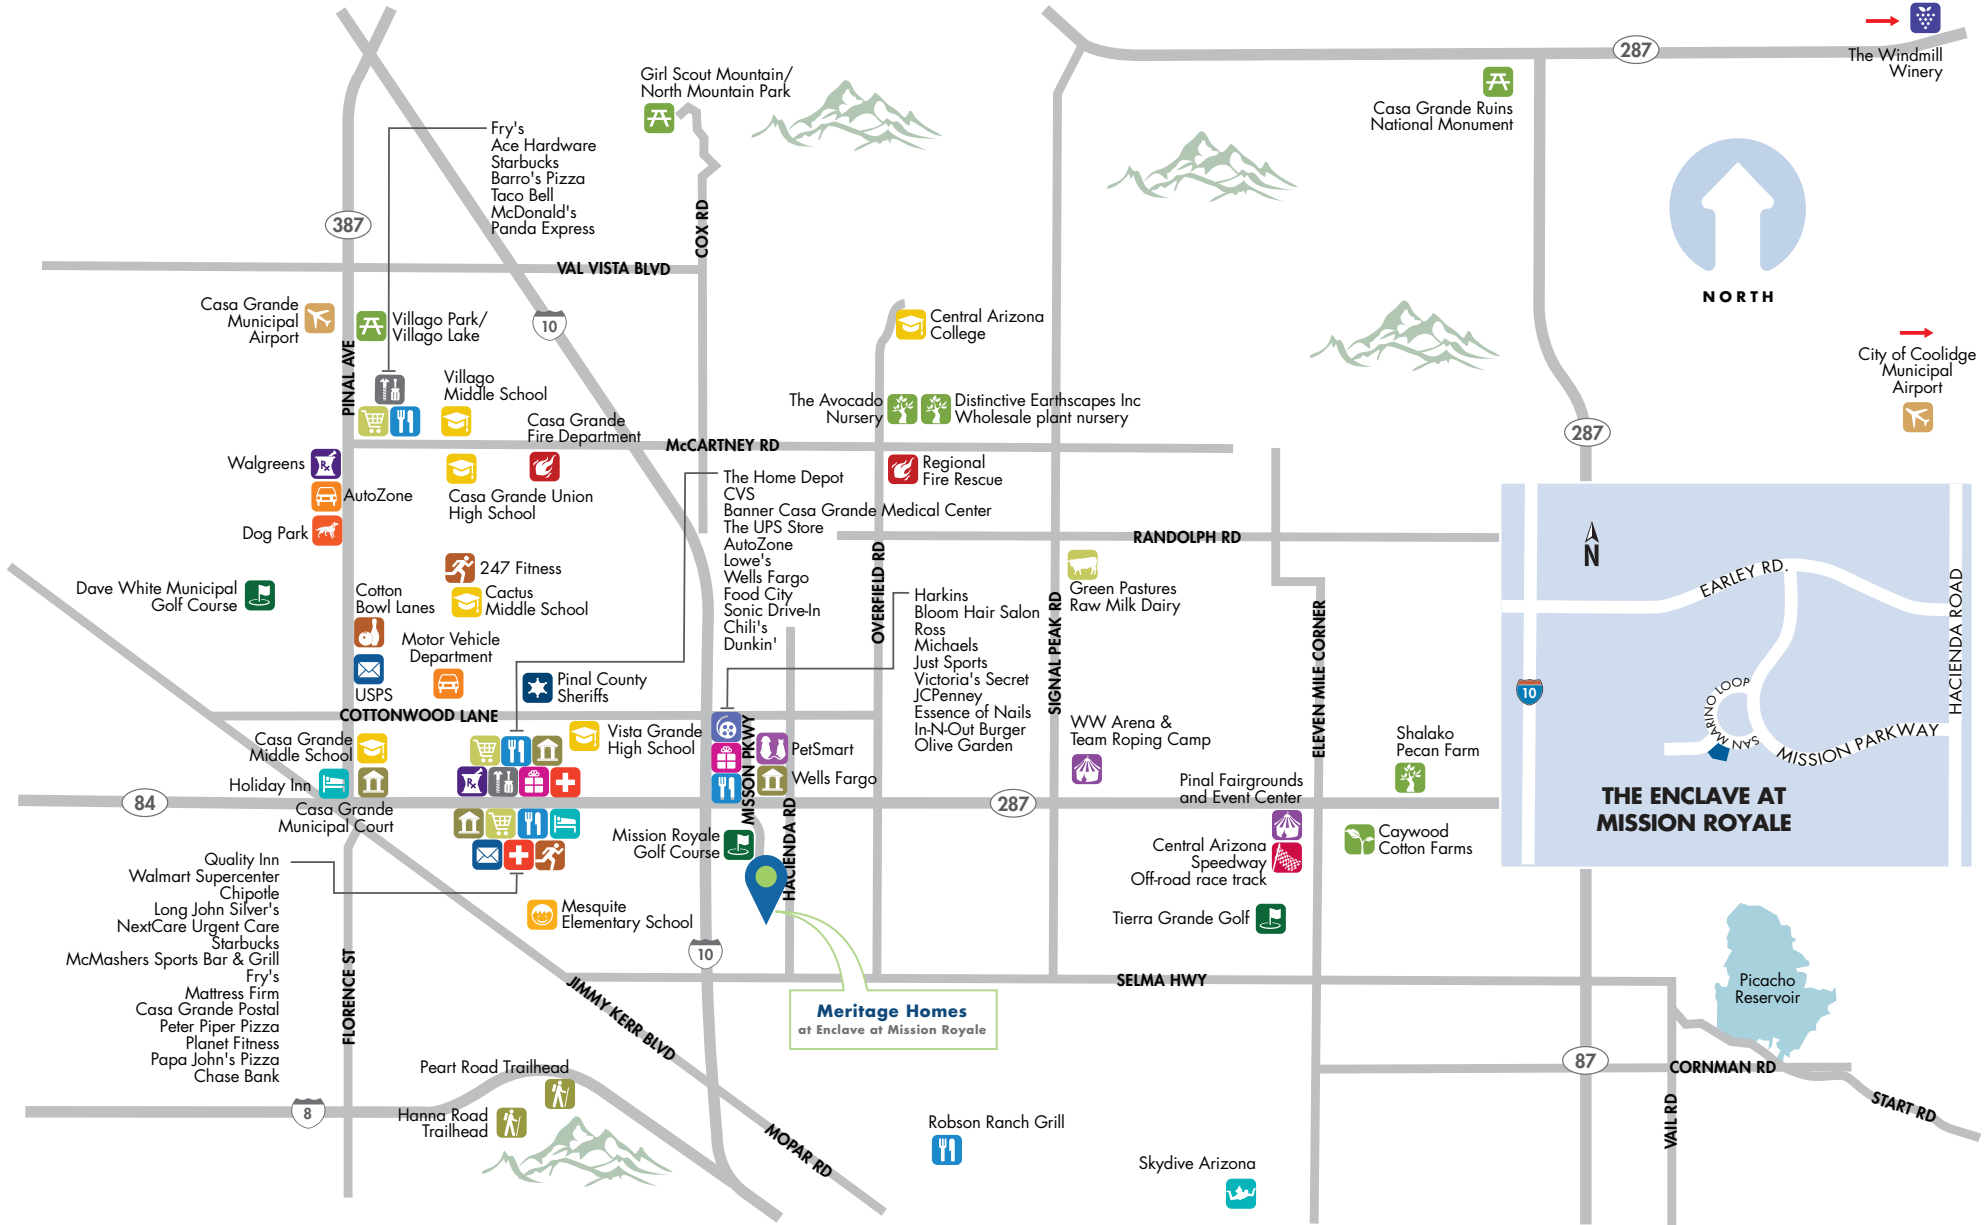 287
The Windmill
Winery
Girl Scout Mountain/
North Mountain Park
Casa Grande Ruins
National Monument
Fry's
Ace Hardware
Starbucks
Barro's Pizza
Taco Bell
McDonald's
Panda Express
387
COX RD
VAL VISTA BLVD
NORTH
Casa Grande
Municipal
Airport
Villago Park/
Villago Lake
10
Central Arizona
College
City of Coolidge
Municipal
Airport
PINAL AVE
Villago
Middle School
The Avocado
Nursery
Distinctive Earthscapes Inc
Wholesale plant nursery
Casa Grande
Fire Department
McCARTNEY RD
287
Walgreens
Rx
AutoZone
Dog Park
Casa Grande Union
High School
Regional
Fire Rescue
The Home Depot
CVS
Banner Casa Grande Medical Center
The UPS Store
AutoZone
Lowe's
Wells Fargo
Food City
Sonic Drive-In
Chili's
Dunkin'
RANDOLPH RD
OVERFIELD RD
SIGNAL PEAK RD
ELEVEN MILE CORNER
247 Fitness
Cactus
Middle School
Dave White Municipal
Golf Course
Cotton
Bowl Lanes
Motor Vehicle
Department
USPS
Pinal County
Sheriffs
Green Pastures
Raw Milk Dairy
Harkins
Bloom Hair Salon
Ross
Michaels
Just Sports
Victoria's Secret
JCPenney
Essence of Nails
In-N-Out Burger
Olive Garden
N
EARLEY RD.
HACIENDA ROAD
10
SAN MARINO LOOP
MISSION PARKWAY
THE ENCLAVE AT
MISSION ROYALE
COTTONWOOD LANE
Casa Grande
Middle School
Vista Grande
High School
MISSON PKWY
PetSmart
Wells Fargo
WW Arena &
Team Roping Camp
Shalako
Pecan Farm
Holiday Inn
Rx
Casa Grande
Municipal Court
84
287
Pinal Fairgrounds
and Event Center
HACIENDA RD
Mission Royale
Golf Course
Central Arizona
Speedway
Off-road race track
Caywood
Cotton Farms
Quality Inn
Walmart Supercenter
Chipotle
Long John Silver's
NextCare Urgent Care
Starbucks
McMashers Sports Bar & Grill
Fry's
Mattress Firm
Casa Grande Postal
Peter Piper Pizza
Planet Fitness
Papa John's Pizza
Chase Bank
Mesquite
Elementary School
Tierra Grande Golf
10
FLORENCE ST
JIMMY KERR BLVD
SELMA HWY
Picacho
Reservoir
Meritage Homes
at Enclave at Mission Royale
Peart Road Trailhead
87
CORNMAN RD
8
Hanna Road
Trailhead
MOPAR RD
Robson Ranch Grill
VAIL RD
START RD
Skydive Arizona